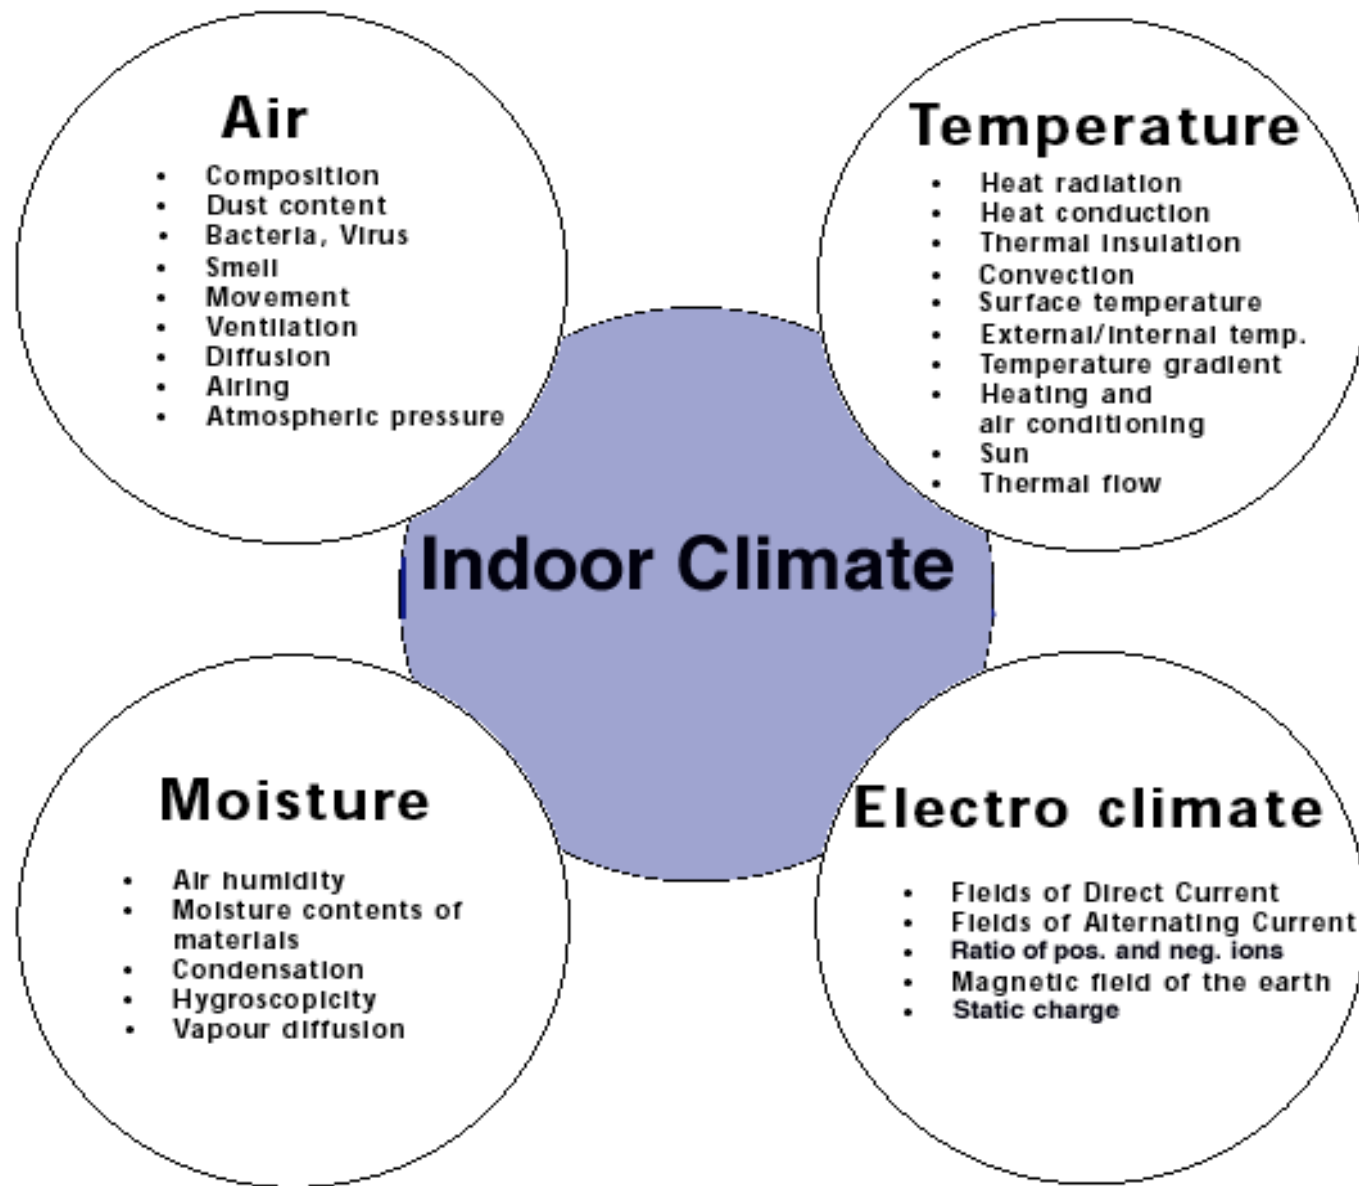 Air
• Composition
• Dust content
• Bacteria, Virus
• Smell
• Movement
• Ventilation
• Diffusion
• Airing
• Atmospheric pressure
Temperature
• Heat radiation
• Heat conduction
• Thermal Insulation
• Convection
• Surface temperature
• External/Internal temp.
• Temperature gradient
• Heating and
air conditioning
• Sun
• Thermal flow
Indoor Climate
Moisture
• Air humidity
• Moisture contents of
materials
• Condensation
• Hygroscopicity
• Vapour diffusion
Electro climate
• Fields of Direct Current
• Fields of Alternating Current
• Ratio of pos. and neg. ions
• Magnetic field of the earth
• Static charge